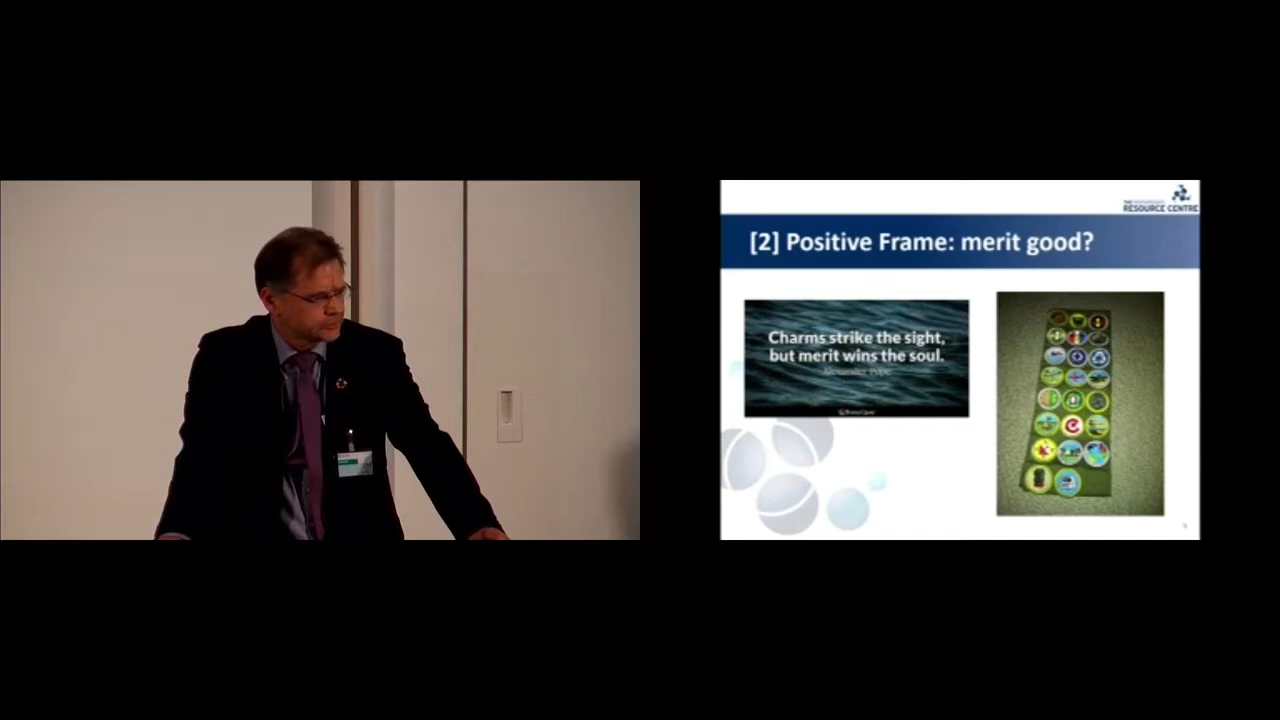 RESOURCE CENTRE
[2] Positive Frame: merit good?
Charms strike the sight,
but merit wins the soul.
Alexander Pope